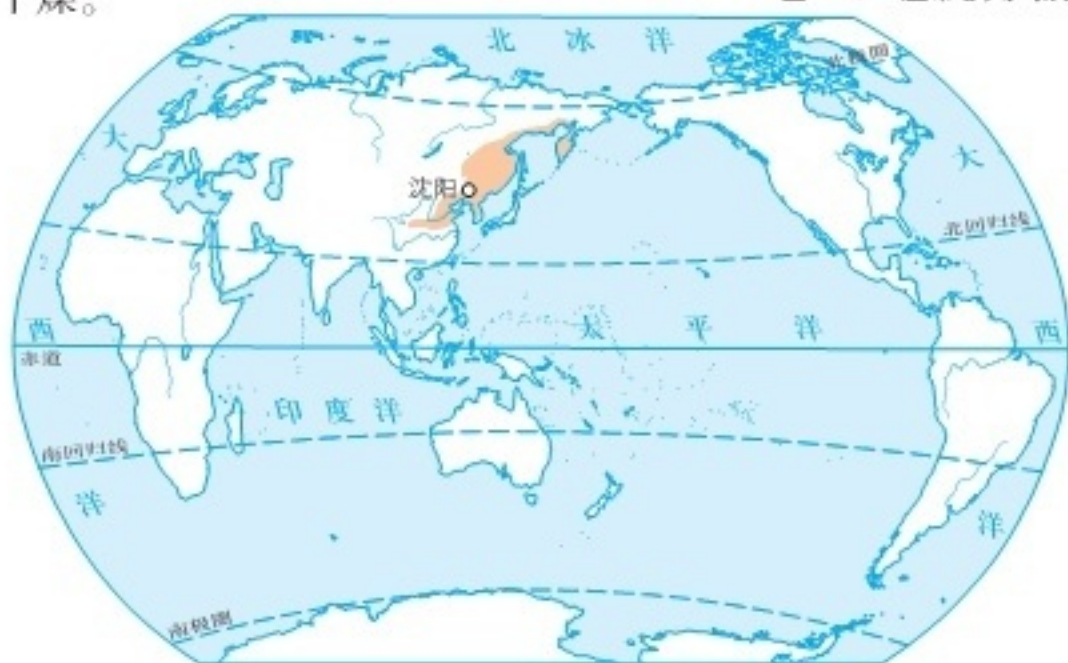 燥。
北冰洋
北极圈
大
大
沈阳
北回归线
西
太平洋
西
赤道
印度洋
南回归线
洋
洋
南极圈